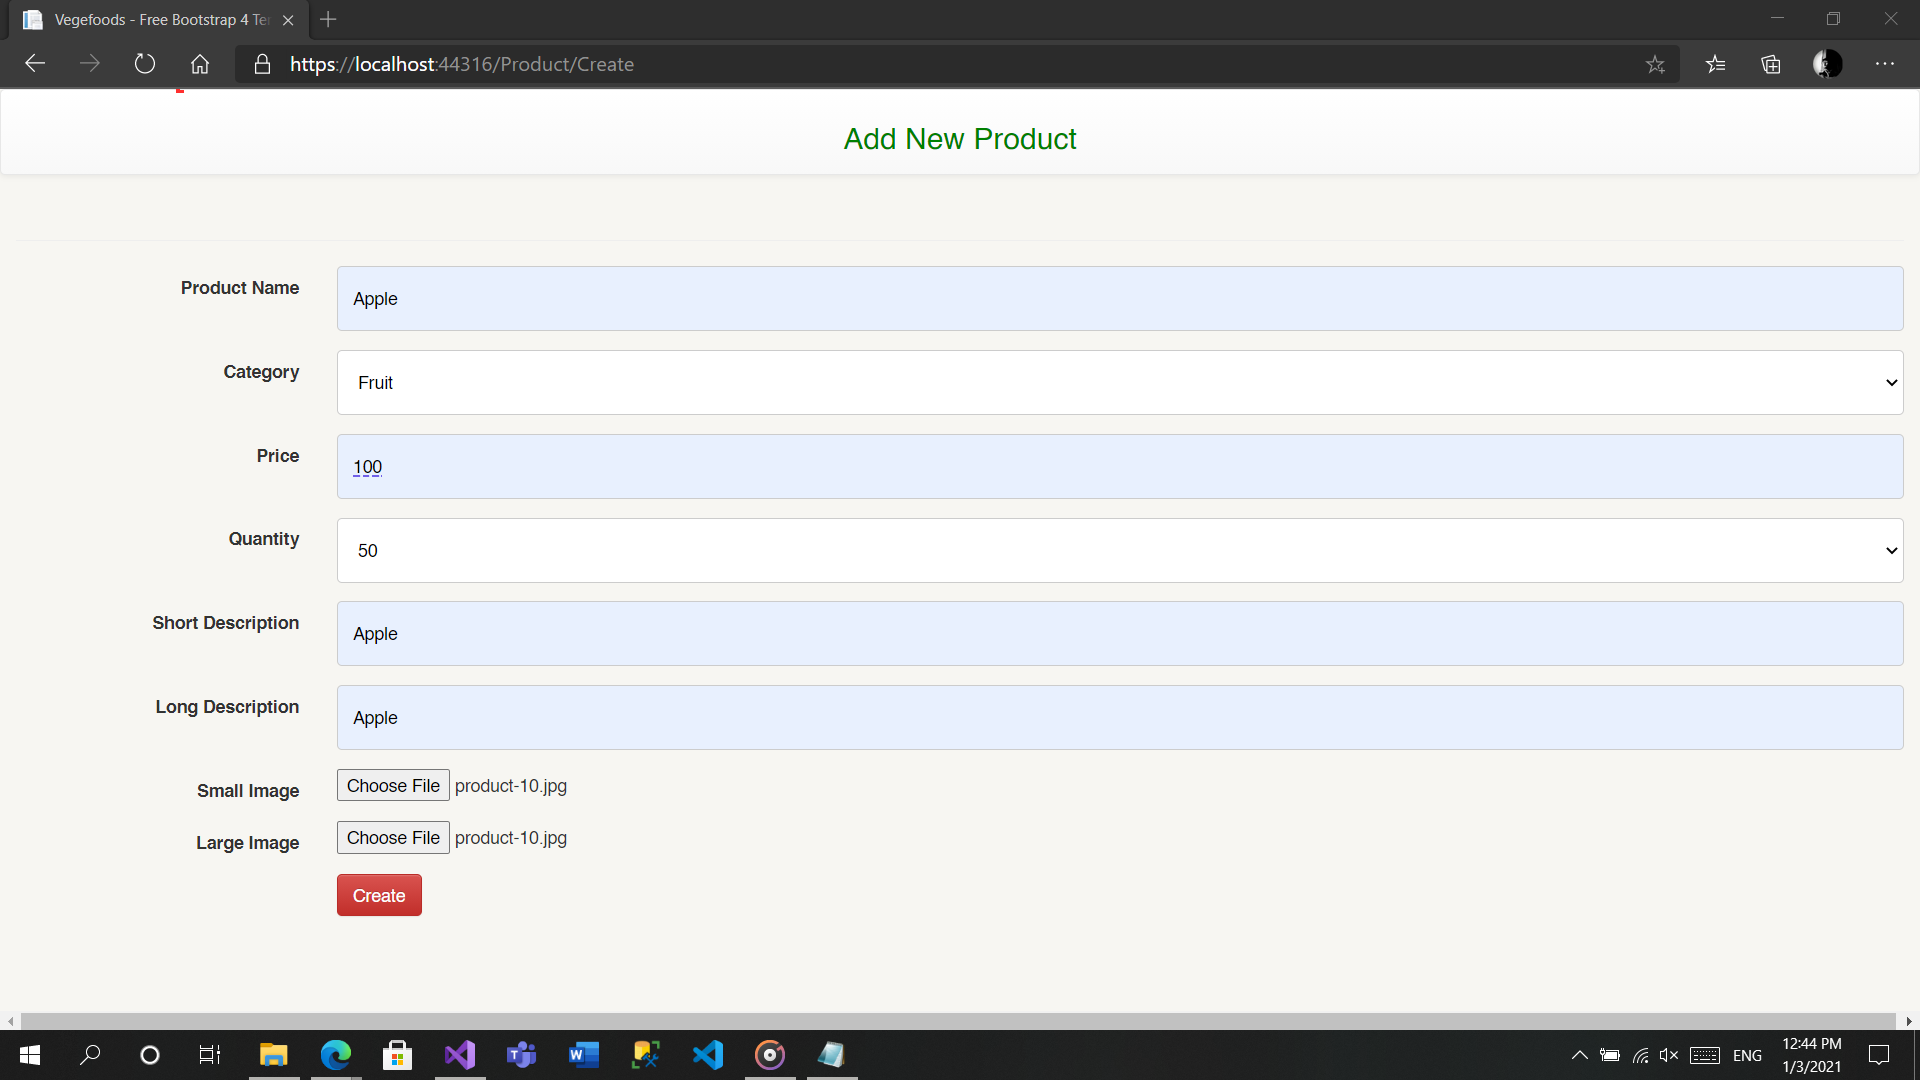 Vegefoods - Free Bootstrap 4 Te
https://localhost:44316/Product/Create
Add New Product
Product Name
Apple
Category
Fruit
Price
100
Quantity
50
Short Description
Apple
Long Description
Apple
Small Image
Choose File product-10.jpg
Large Image
Choose File product-10.jpg
Create
ENG
12:44 PM
1/3/2021